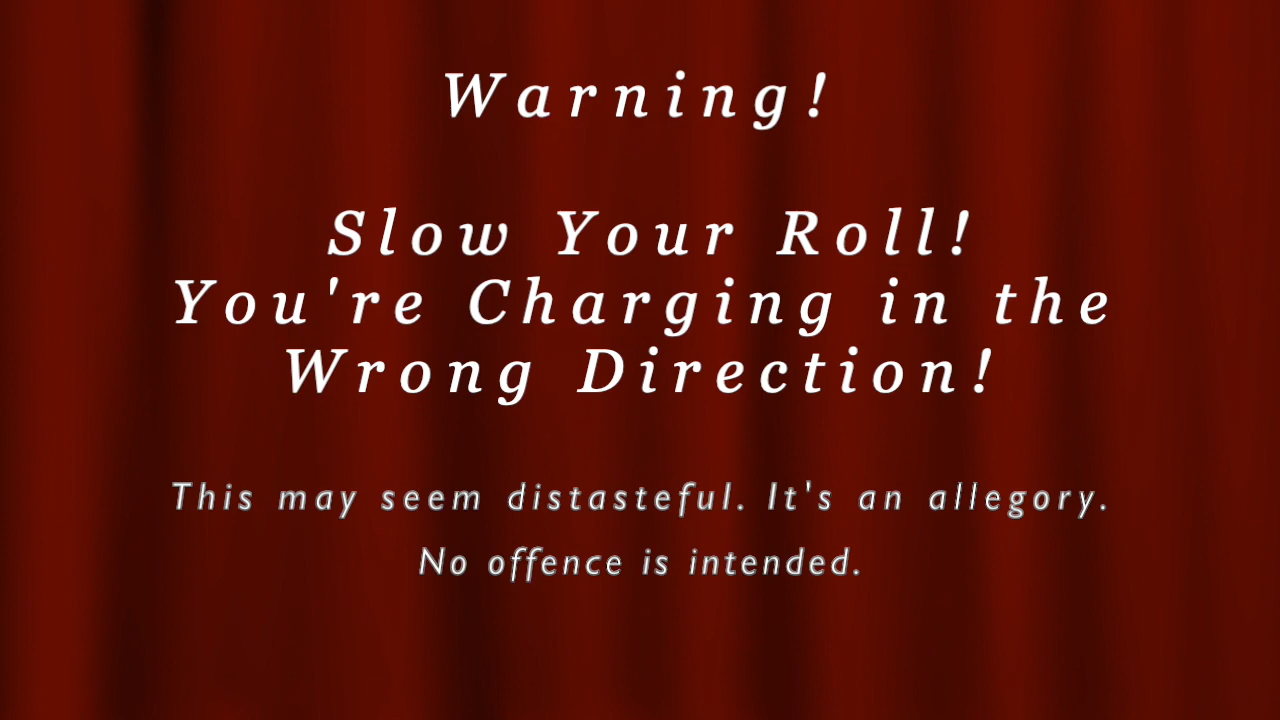 Warning!
Slow Your Roll!
You're Charging in the
Wrong Direction!
This may seem distasteful. It's an allegory.
No offence is intended.